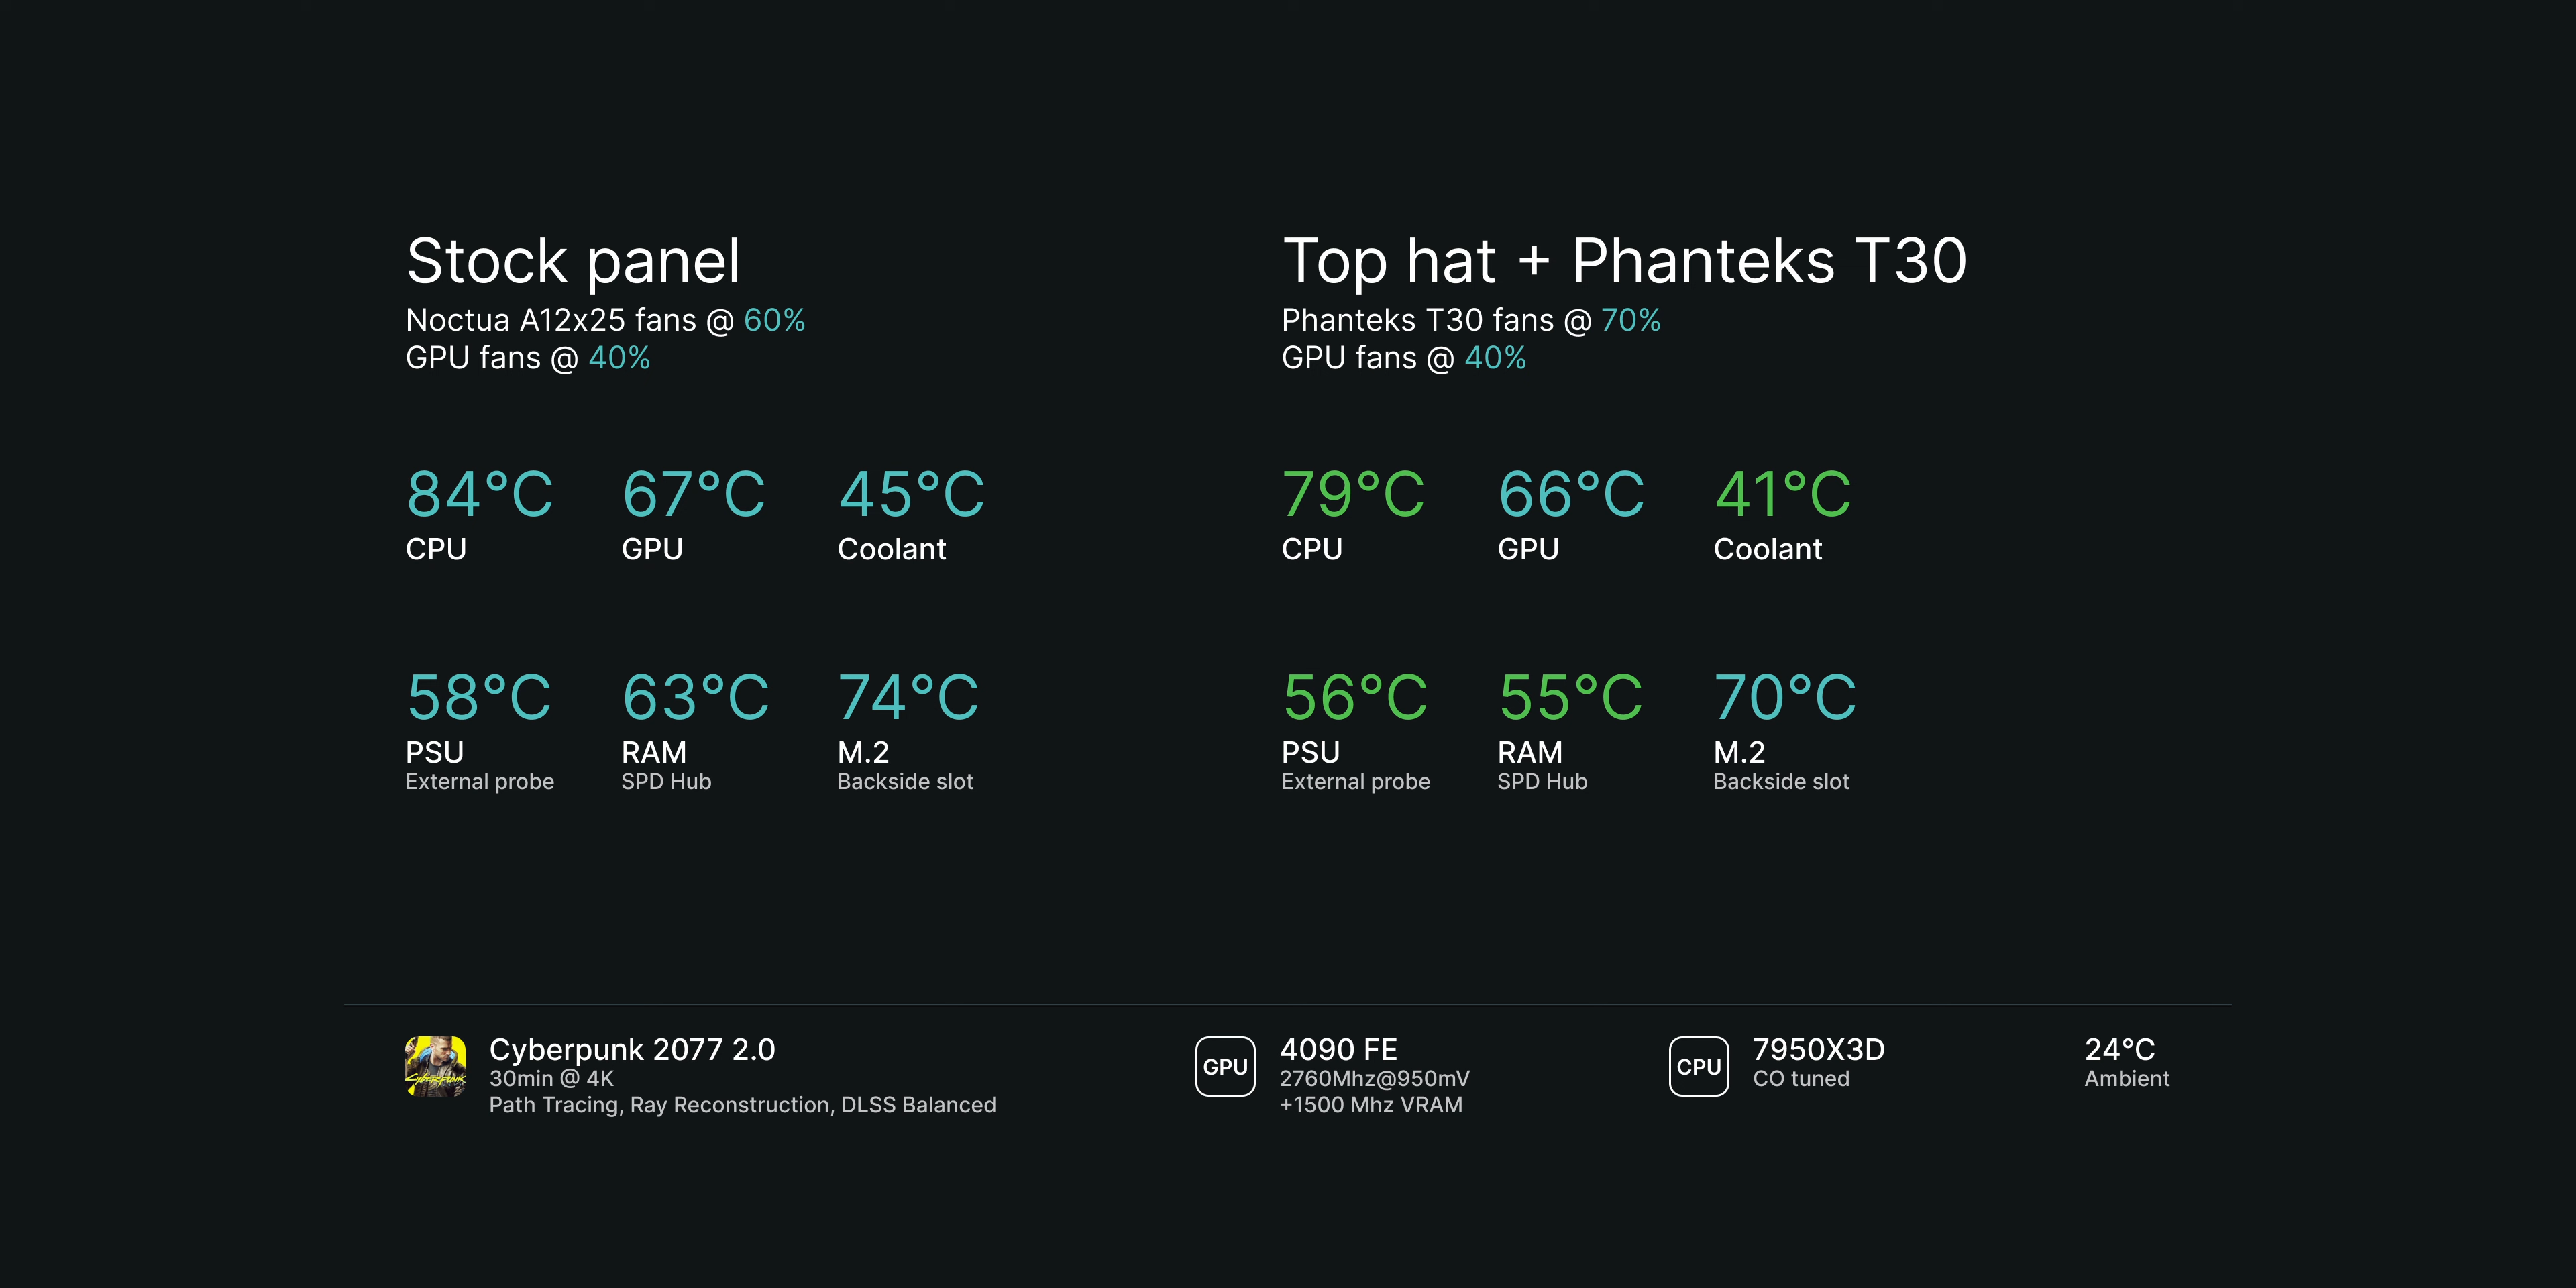 Stock panel
Noctua A12x25 fans @ 60%
GPU fans @ 40%
84°C
CPU
67°C
GPU
45°C
Coolant
58°C
PSU
External probe
63°C
RAM
SPD Hub
74°C
M.2
Backside slot
Top hat + Phanteks T30
Phanteks T30 fans @ 70%
GPU fans @ 40%
79°C
CPU
66°C
GPU
41°C
Coolant
56°C
PSU
External probe
55°C
RAM
SPD Hub
70°C
M.2
Backside slot
Cyberpunk
Cyberpunk 2077 2.0
30min @ 4K
Path Tracing, Ray Reconstruction, DLSS Balanced
GPU
4090 FE
2760Mhz@950mV
+1500 Mhz VRAM
CPU
7950X3D
CO tuned
24°C
Ambient